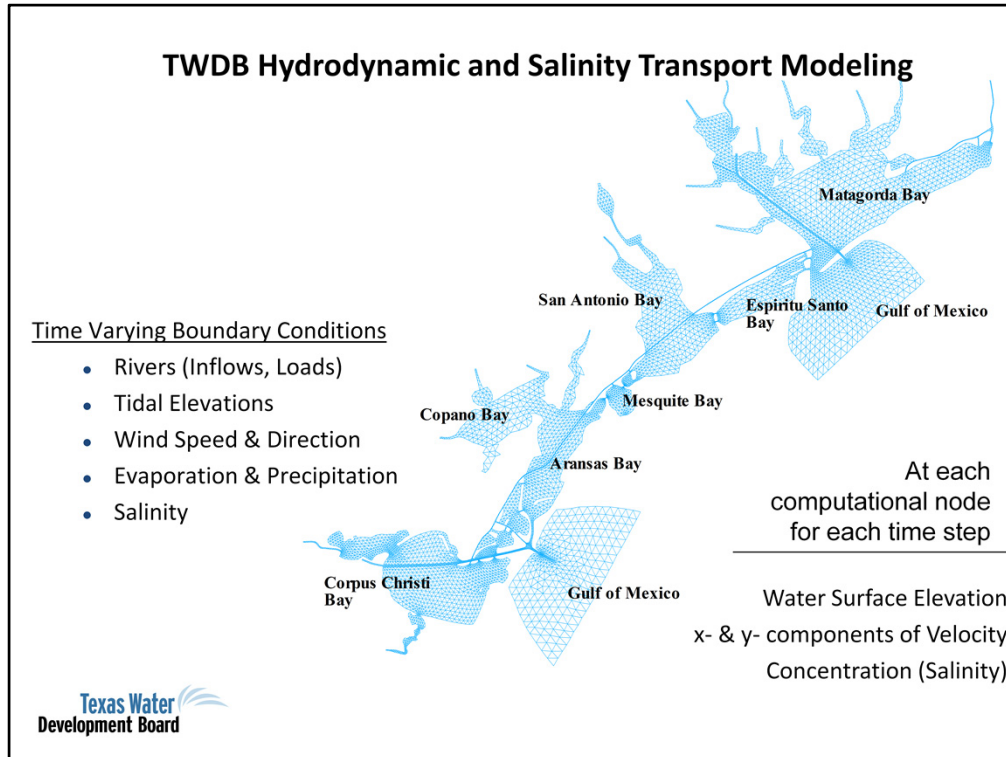 TWDB Hydrodynamic and Salinity Transport Modeling
Matagorda Bay
San Antonio Bay
Espiritu Santo
Bay
Gulf of Mexico
Time Varying Boundary Conditions
• Rivers (Inflows, Loads)
• Tidal Elevations
• Wind Speed & Direction
• Evaporation & Precipitation
• Salinity
Copano Bay
Mesquite Bay
Aransas Bay
Corpus Christi
Bay
Gulf of Mexico
At each
computational node
for each time step
Water Surface Elevation
x- & y- components of Velocity
Concentration (Salinity)
Texas Water
Development Board